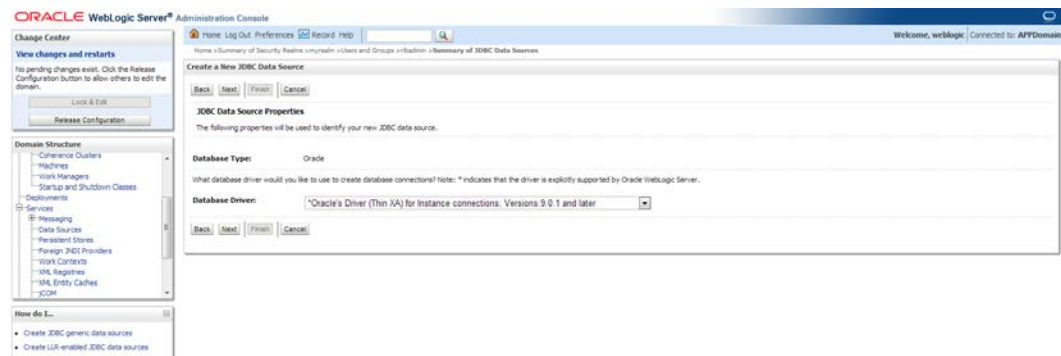 ORACLE WebLogic Server® Administration Console
Change Center
View changes and restarts
No pending changes exist. Click the Release
Configuration button to allow others to edit the
domain.
Lock & Edit
Release Configuration
Domain Structure
Coherence Clusters
Machines
Work Managers
Startup and Shutdown Classes
Deployments
Services
Messaging
Data Sources
Persistent Stores
Foreign JNDI Providers
Work Contexts
XML Registries
XML Entity Caches
jCOM
How do I...
Create JDBC generic data sources
Create LLR-enabled JDBC data sources
Home Log Out Preferences Record Help
Welcome, weblogic Connected to: APPDomain
Home >Summary of Security Realms >myrealm >Users and Groups >rlbadmin >Summary of JDBC Data Sources
Create a New JDBC Data Source
Back Next Finish Cancel
JDBC Data Source Properties
The following properties will be used to identify your new JDBC data source.
Database Type: Oracle
What database driver would you like to use to create database connections? Note: * indicates that the driver is explicitly supported by Oracle WebLogic Server.
Database Driver: *Oracle's Driver (Thin XA) for Instance connections; Versions:9.0.1 and later
Back Next Finish Cancel